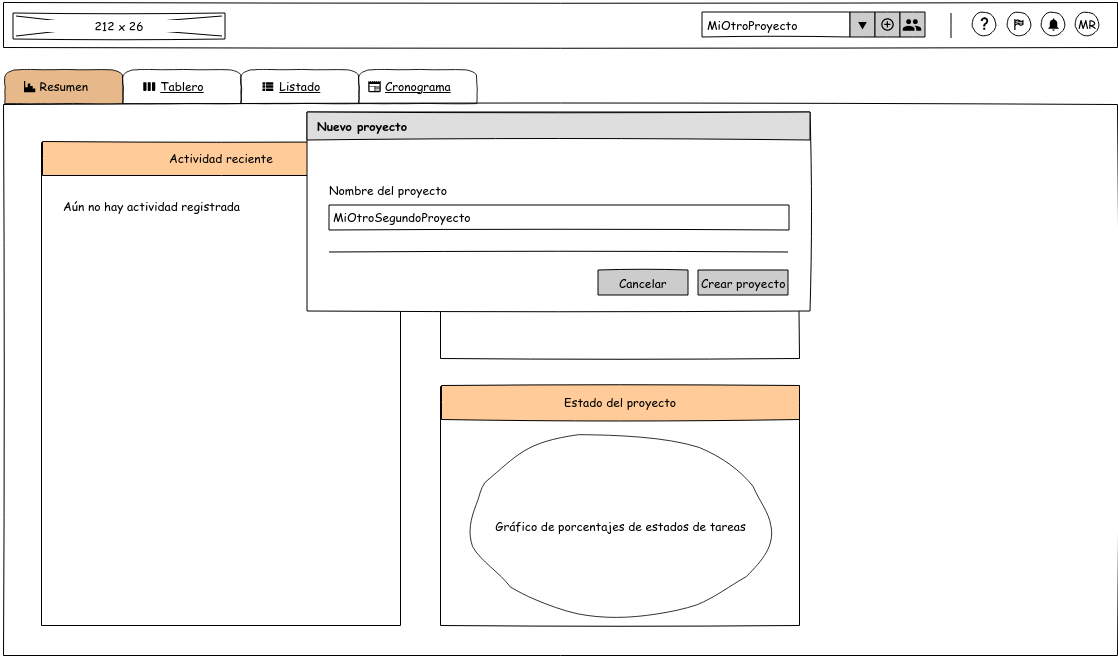 212 x 26
MiOtroProyecto
?
MR
Resumen
Tablero
Listado
Cronograma
Nuevo proyecto
Actividad reciente
Nombre del proyecto
Aún no hay actividad registrada
MiOtroSegundoProyecto
Cancelar
Crear proyecto
Estado del proyecto
Gráfico de porcentajes de estados de tareas